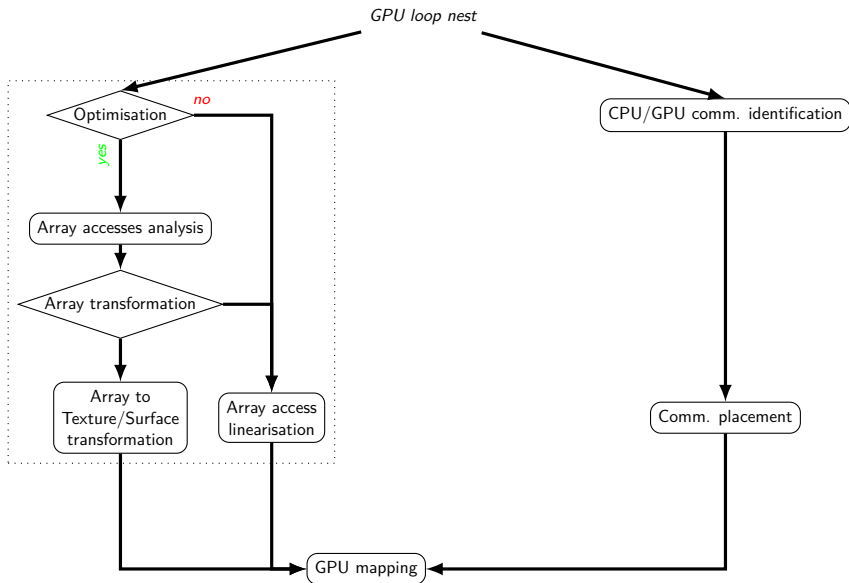 GPU loop nest
Optimisation
no
CPU/GPU comm. identification
yes
Array accesses analysis
Array transformation
Array to
Texture/Surface
transformation
Array access
linearisation
Comm. placement
GPU mapping